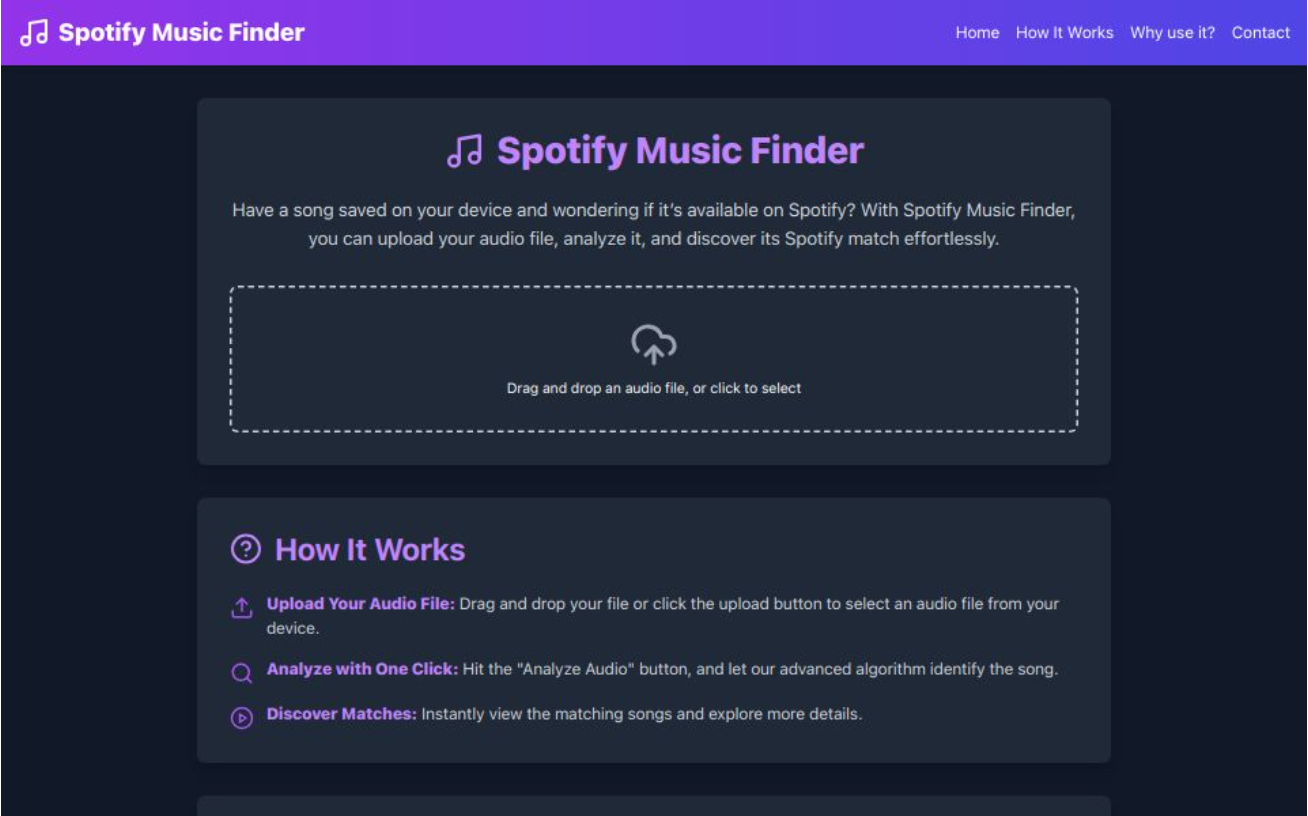 Spotify Music Finder
Home How It Works Why use it? Contact
Spotify Music Finder
Have a song saved on your device and wondering if it’s available on Spotify? With Spotify Music Finder,
you can upload your audio file, analyze it, and discover its Spotify match effortlessly.
Drag and drop an audio file, or click to select
How It Works
Upload Your Audio File: Drag and drop your file or click the upload button to select an audio file from your
device.
Analyze with One Click: Hit the "Analyze Audio" button, and let our advanced algorithm identify the song.
Discover Matches: Instantly view the matching songs and explore more details.